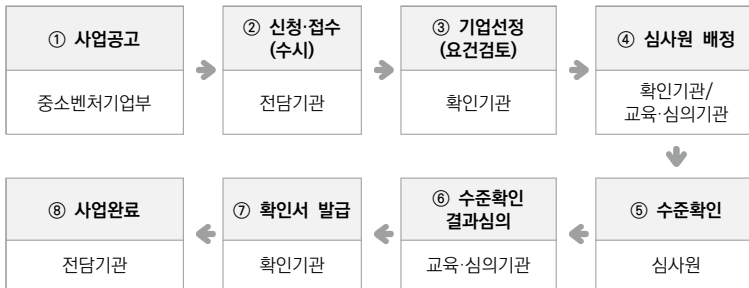 ① 사업공고
중소벤처기업부
② 신청·접수
(수시)
전담기관
③ 기업선정
(요건검토)
확인기관
④ 심사원 배정
확인기관/
교육·심의기관
⑤ 수준확인
심사원
⑥ 수준확인
결과심의
교육·심의기관
⑦ 확인서 발급
확인기관
⑧ 사업완료
전담기관